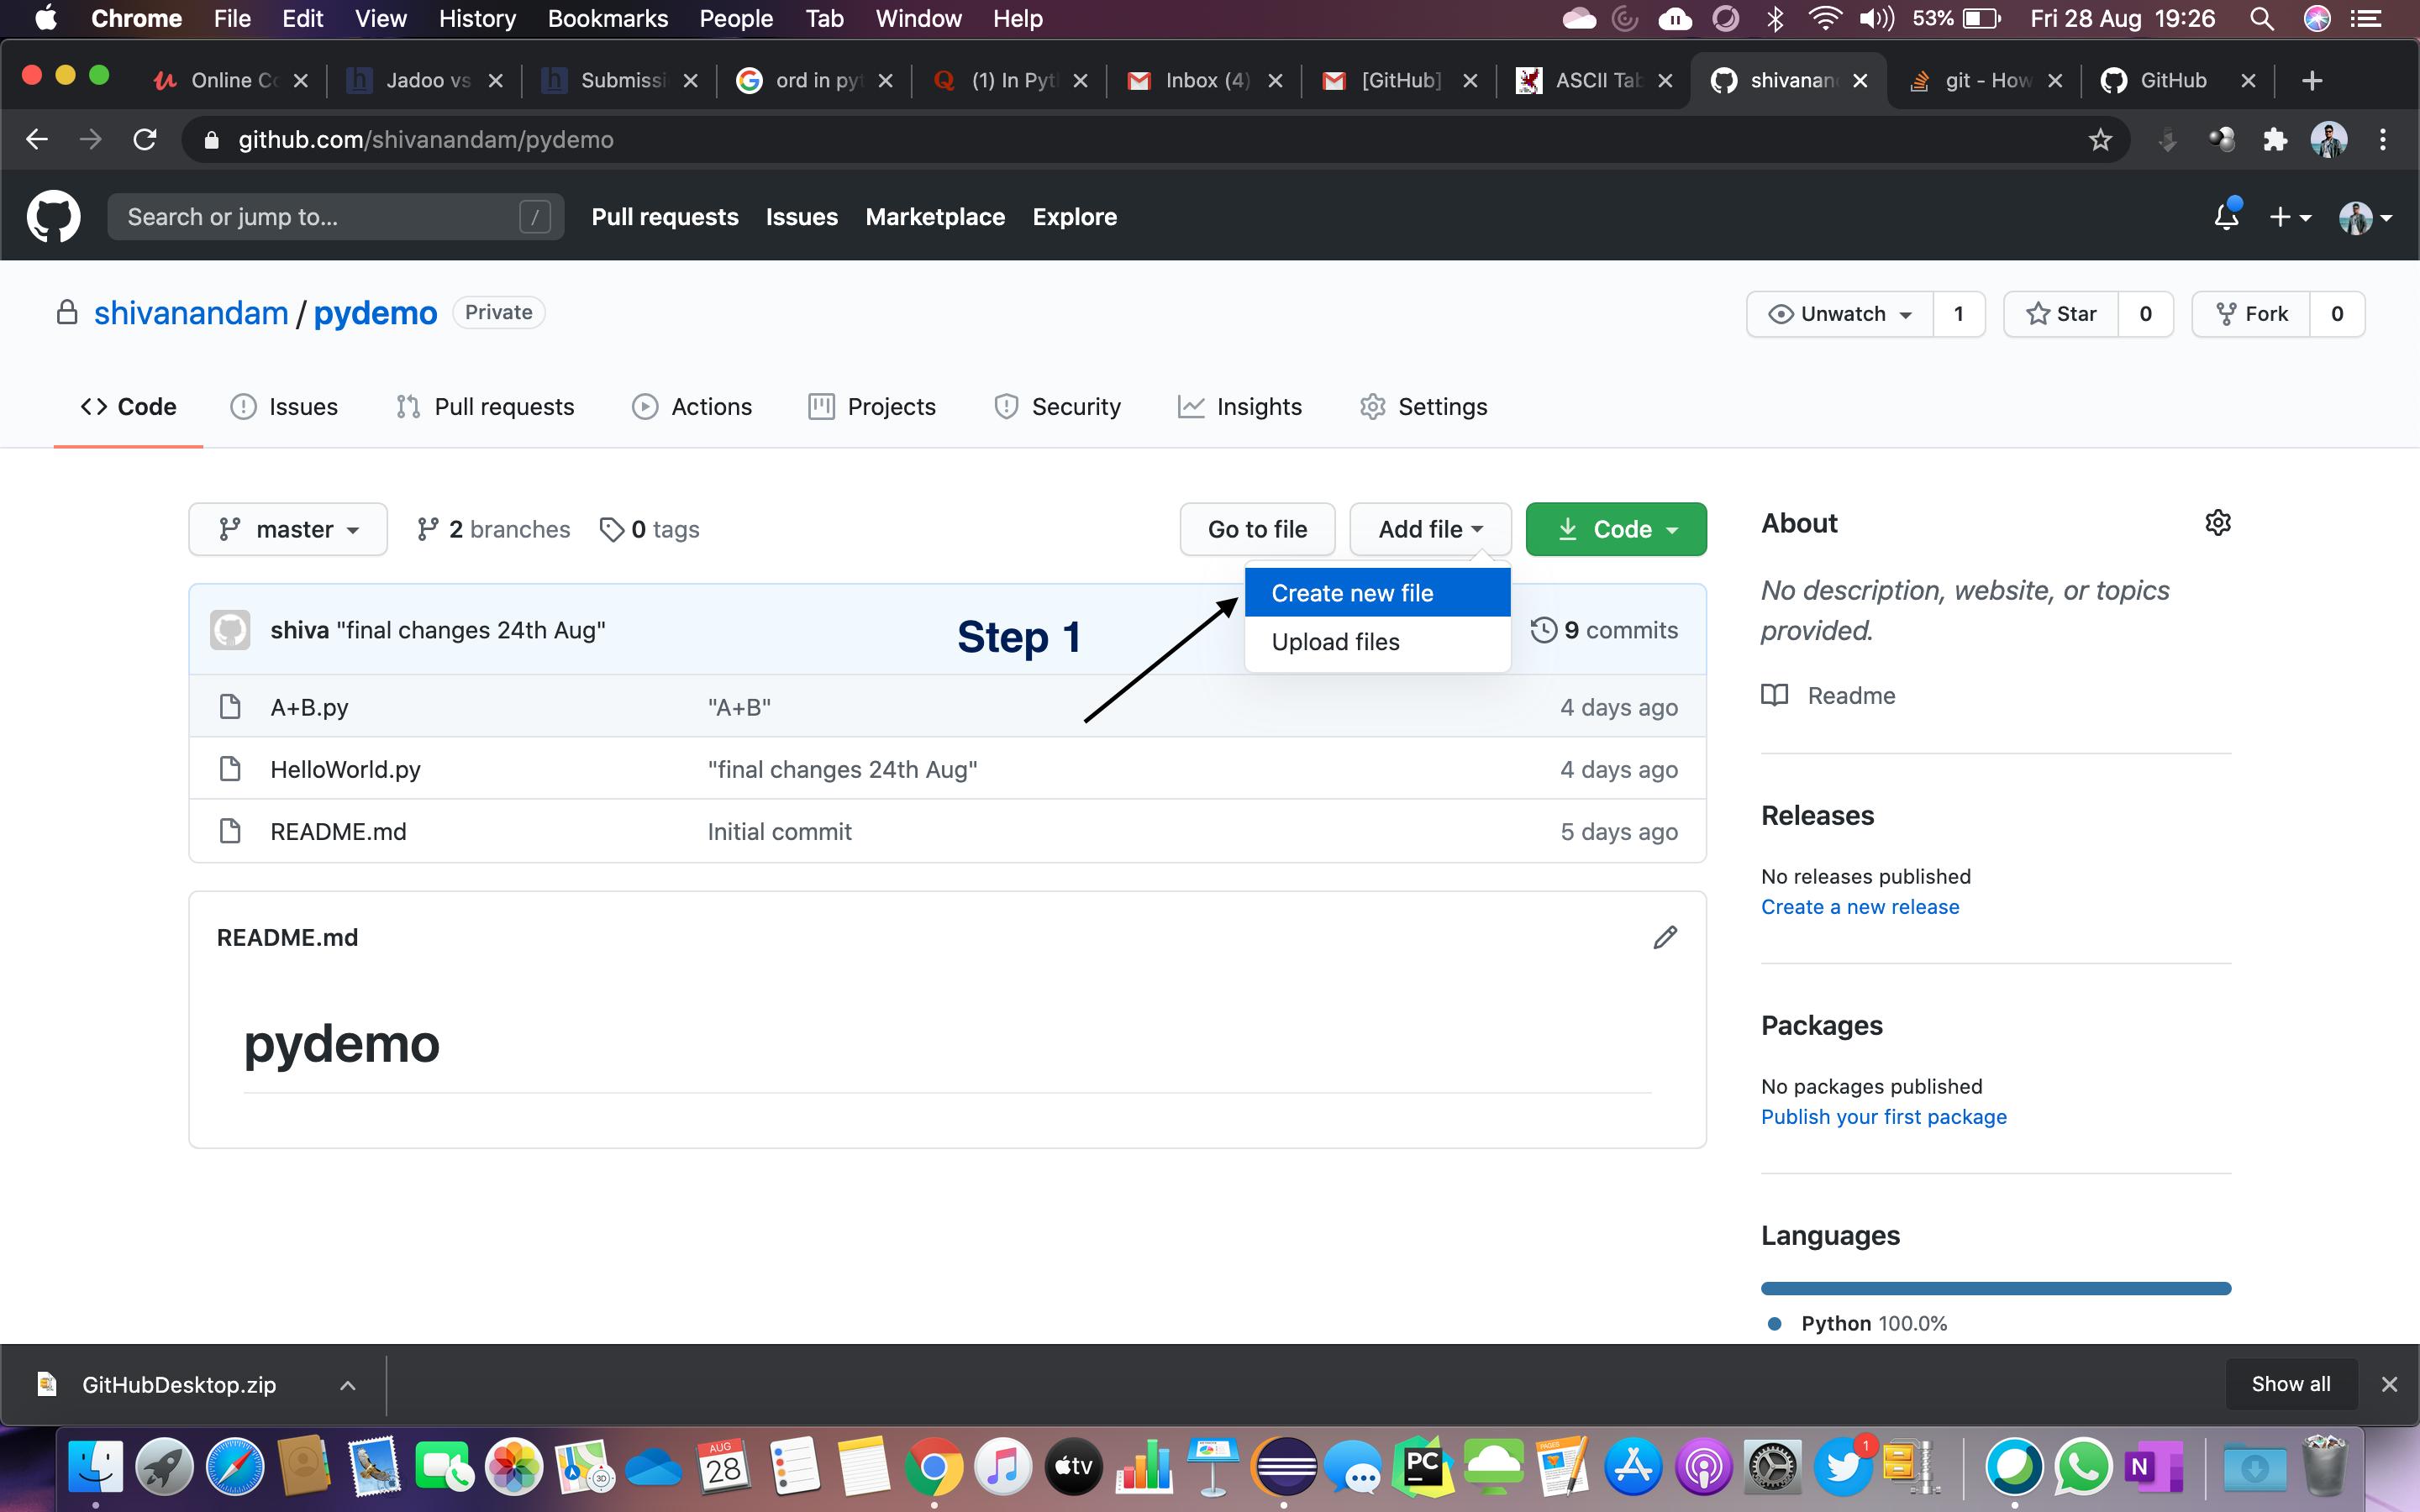 Chrome File Edit View History Bookmarks People Tab Window Help 53% Fri 28 Aug 19:26
Online Co Jadoo vs Submissi ord in pyt (1) In Pyt Inbox (4) [GitHub] ASCII Tab shivanan git - How GitHub
github.com/shivanandam/pydemo
Search or jump to... / Pull requests Issues Marketplace Explore
shivanandam / pydemo Private Unwatch 1 Star 0 Fork 0
Code Issues Pull requests Actions Projects Security Insights Settings
master 2 branches 0 tags Go to file Add file Code
Create new file
Upload files
shiva "final changes 24th Aug" Step 1 9 commits
A+B.py "A+B" 4 days ago
HelloWorld.py "final changes 24th Aug" 4 days ago
README.md Initial commit 5 days ago
README.md
pydemo
About
No description, website, or topics
provided.
Readme
Releases
No releases published
Create a new release
Packages
No packages published
Publish your first package
Languages
Python 100.0%
GitHubDesktop.zip Show all
AUG
28
3D
tv
PC
PAGES
1
N